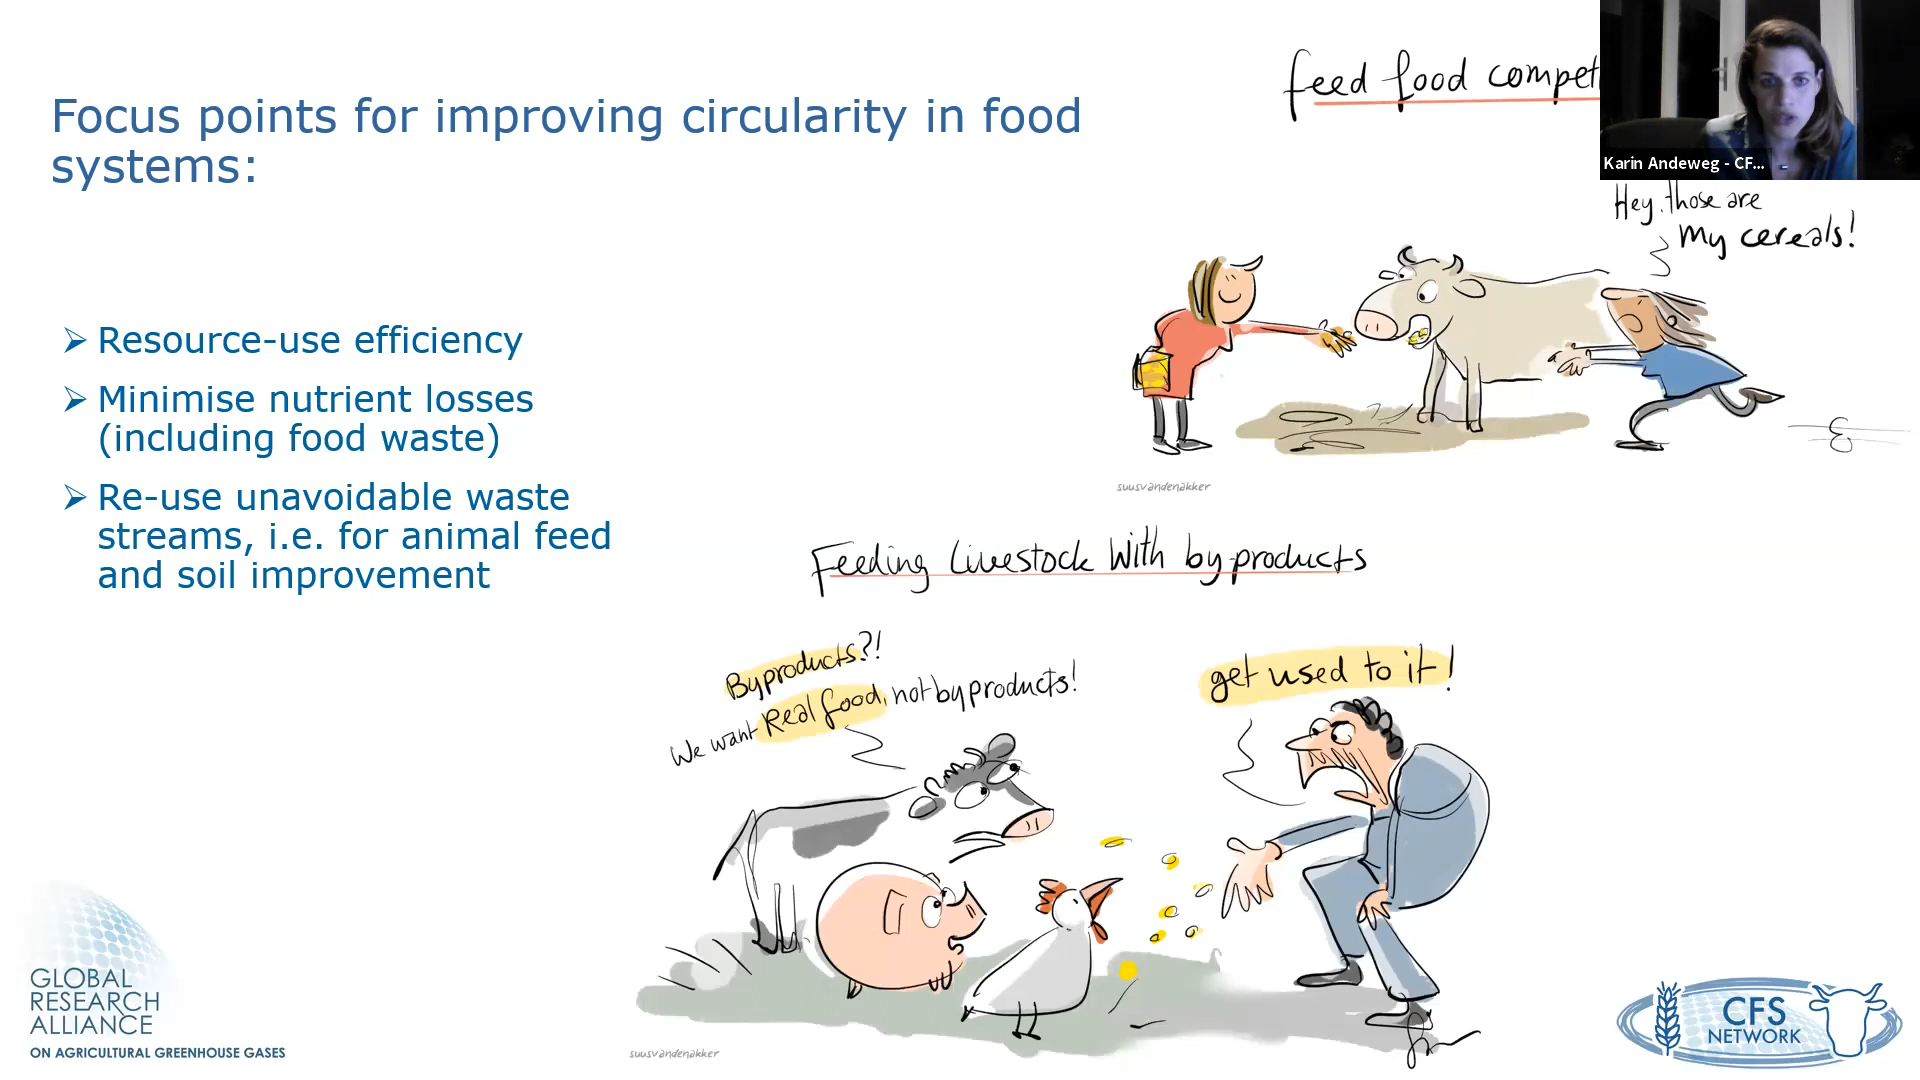 Focus points for improving circularity in food
systems:
Resource-use efficiency
Minimise nutrient losses
(including food waste)
Re-use unavoidable waste
streams, i.e. for animal feed
and soil improvement
feed food compet
Karin Andeweg - CF...
Hey, those are
my cereals!
suusvandenakker
Feeding livestock with by-products
Byproducts?!
We want Real food, not byproducts!
get used to it!
suusvandenakker
GLOBAL
RESEARCH
ALLIANCE
ON AGRICULTURAL GREENHOUSE GASES
CFS
NETWORK